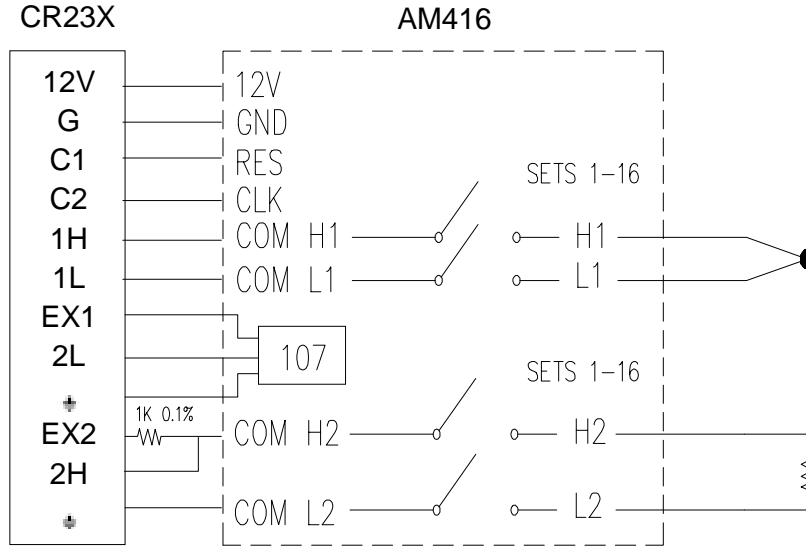 CR23X AM416
12V 12V
G GND
C1 RES
SETS 1-16
C2 CLK
1H COM H1 H1
1L COM L1 L1
EX1
2L 107
SETS 1-16
1K 0.1%
EX2 COM H2 H2
2H
COM L2 L2